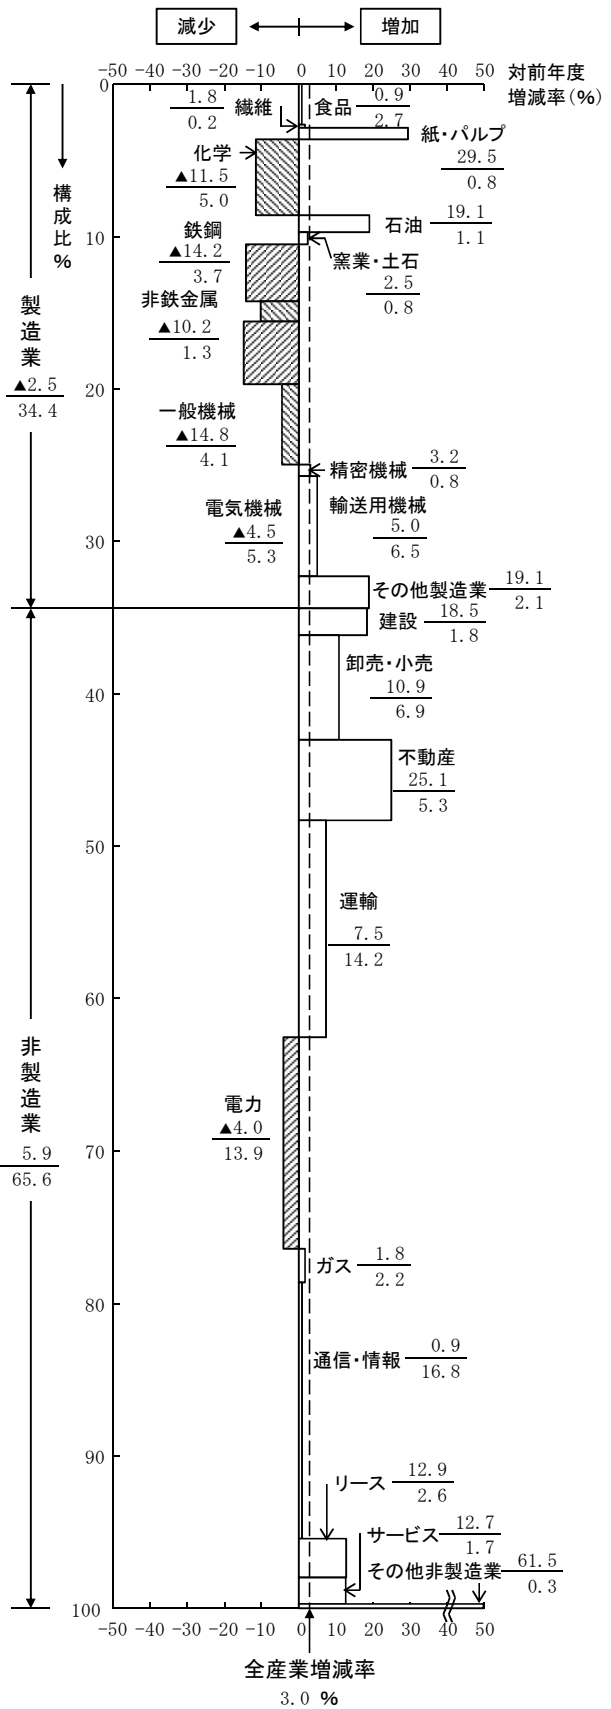 減少 増加
-50 -40 -30 -20 -10 0 10 20 30 40 50 対前年度
増減率(%)
0
10
20
30
40
50
60
70
80
90
100
構成比%
製造業
▲2.5
34.4
非製造業
5.9
65.6
食品 0.9
2.7
繊維 1.8
0.2
紙・パルプ
29.5
0.8
化学
▲11.5
5.0
石油 19.1
1.1
窯業・土石
2.5
0.8
鉄鋼
▲14.2
3.7
非鉄金属
▲10.2
1.3
一般機械
▲14.8
4.1
電気機械
▲4.5
5.3
精密機械 3.2
0.8
輸送用機械
5.0
6.5
その他製造業 19.1
2.1
建設 18.5
1.8
卸売・小売
10.9
6.9
不動産
25.1
5.3
運輸
7.5
14.2
電力
▲4.0
13.9
ガス 1.8
2.2
通信・情報 0.9
16.8
リース 12.9
2.6
サービス 12.7
1.7
その他非製造業 61.5
0.3
-50 -40 -30 -20 -10 0 10 20 30 40 50
全産業増減率
3.0 %